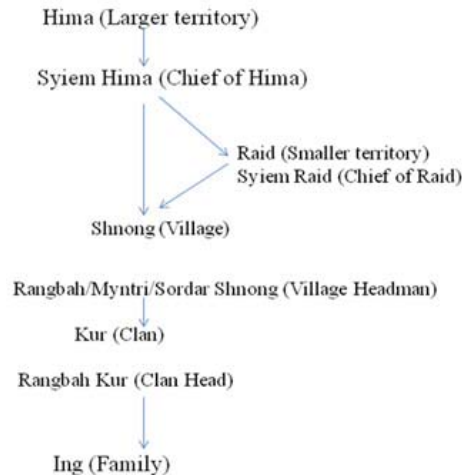 Hima (Larger territory)
Syiem Hima (Chief of Hima)
Raid (Smaller territory)
Syiem Raid (Chief of Raid)
Shnong (Village)
Rangbah/Myntri/Sordar Shnong (Village Headman)
Kur (Clan)
Rangbah Kur (Clan Head)
Ing (Family)